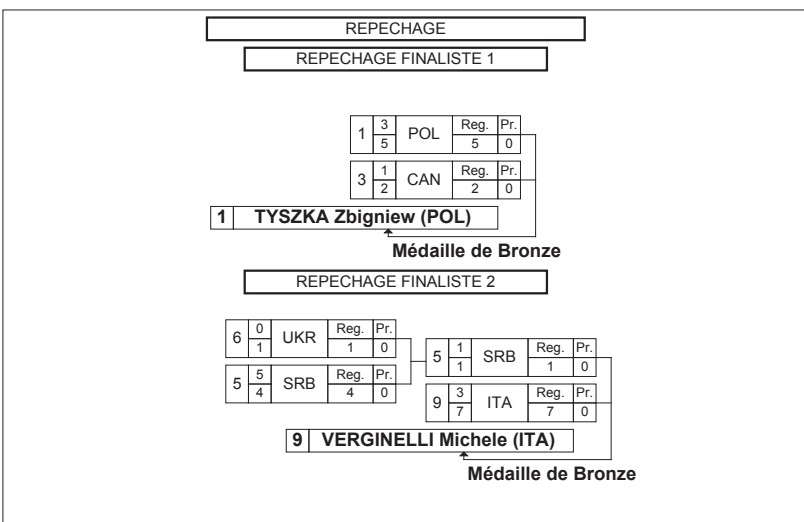 REPECHAGE
REPECHAGE FINALISTE 1
1 3 POL Reg. Pr.
5 5 0
3 1 CAN Reg. Pr.
2 2 0
1 TYSZKA Zbigniew (POL)
Médaille de Bronze
REPECHAGE FINALISTE 2
6 0 UKR Reg. Pr.
1 1 0
5 5 SRB Reg. Pr.
4 4 0
5 1 SRB Reg. Pr.
1 1 0
9 3 ITA Reg. Pr.
7 7 0
9 VERGINELLI Michele (ITA)
Médaille de Bronze